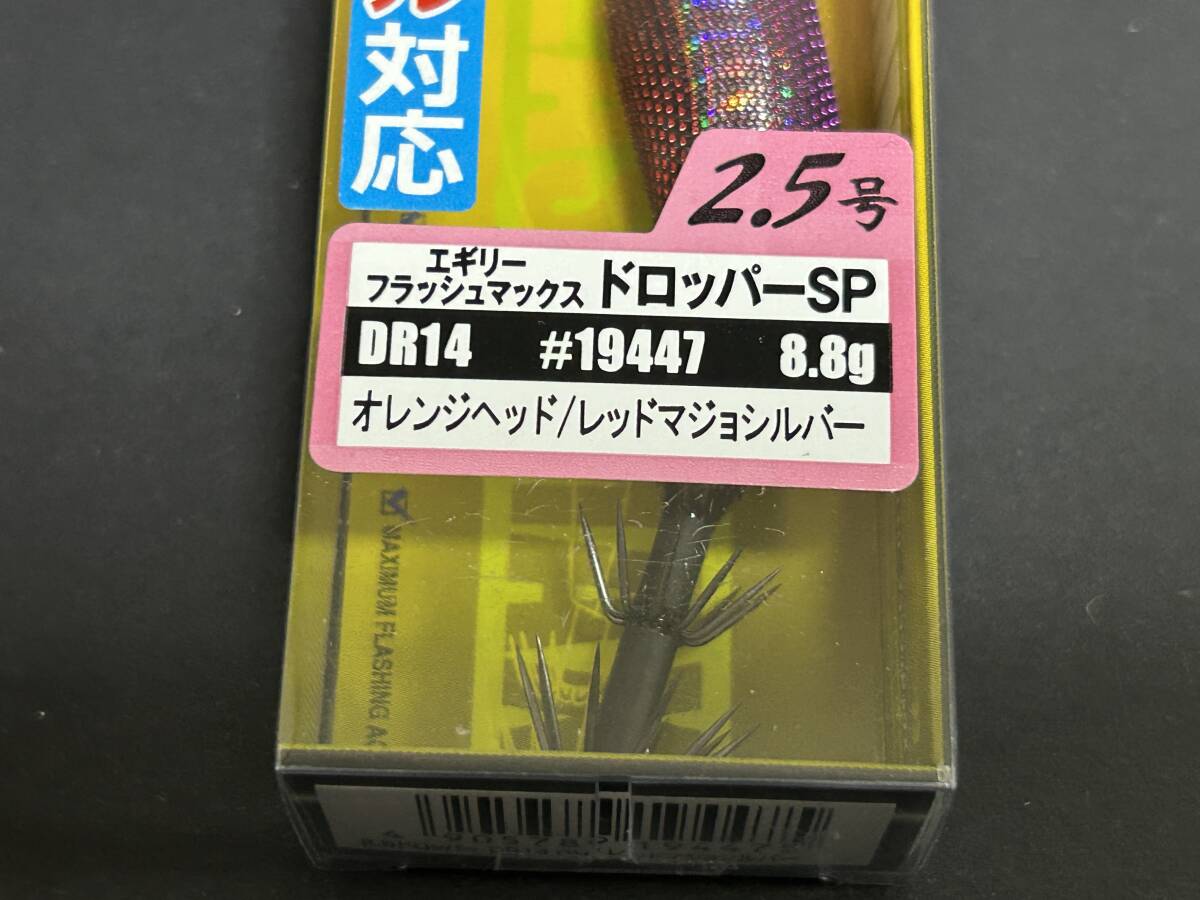 対応
2.5号
エギリー
フラッシュマックス ドロッパーSP
DR14 #19447 8.8g
オレンジヘッド/レッドマジョシルバー
MAXIMUM FLASHING